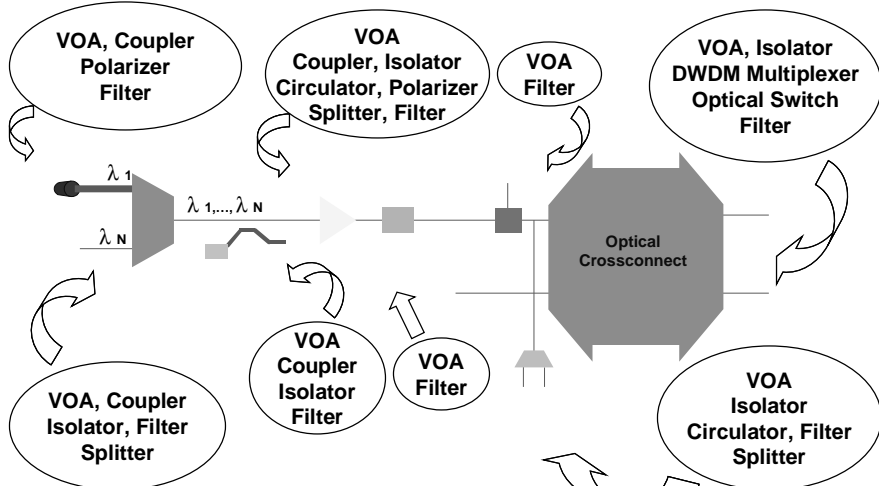 VOA, Coupler
Polarizer
Filter
VOA
Coupler, Isolator
Circulator, Polarizer
Splitter, Filter
VOA
Filter
VOA, Isolator
DWDM Multiplexer
Optical Switch
Filter
λ 1
λ 1,..., λ N
λ N
Optical
Crossconnect
VOA, Coupler
Isolator, Filter
Splitter
VOA
Coupler
Isolator
Filter
VOA
Filter
VOA
Isolator
Circulator, Filter
Splitter